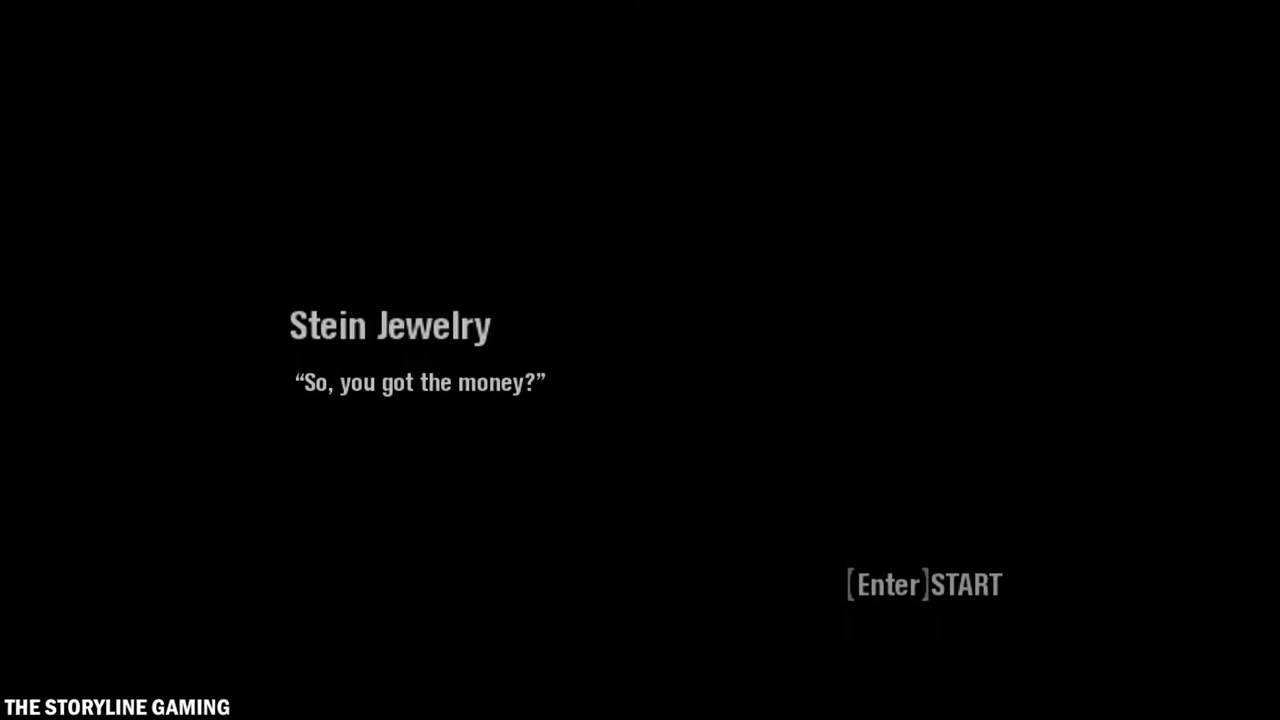 Stein Jewelry
“So, you got the money?”
[Enter]START
THE STORYLINE GAMING